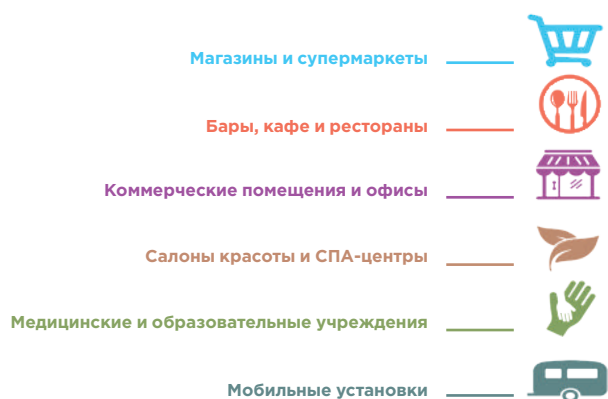 Магазины и супермаркеты
Бары, кафе и рестораны
Коммерческие помещения и офисы
Салоны красоты и СПА-центры
Медицинские и образовательные учреждения
Мобильные установки